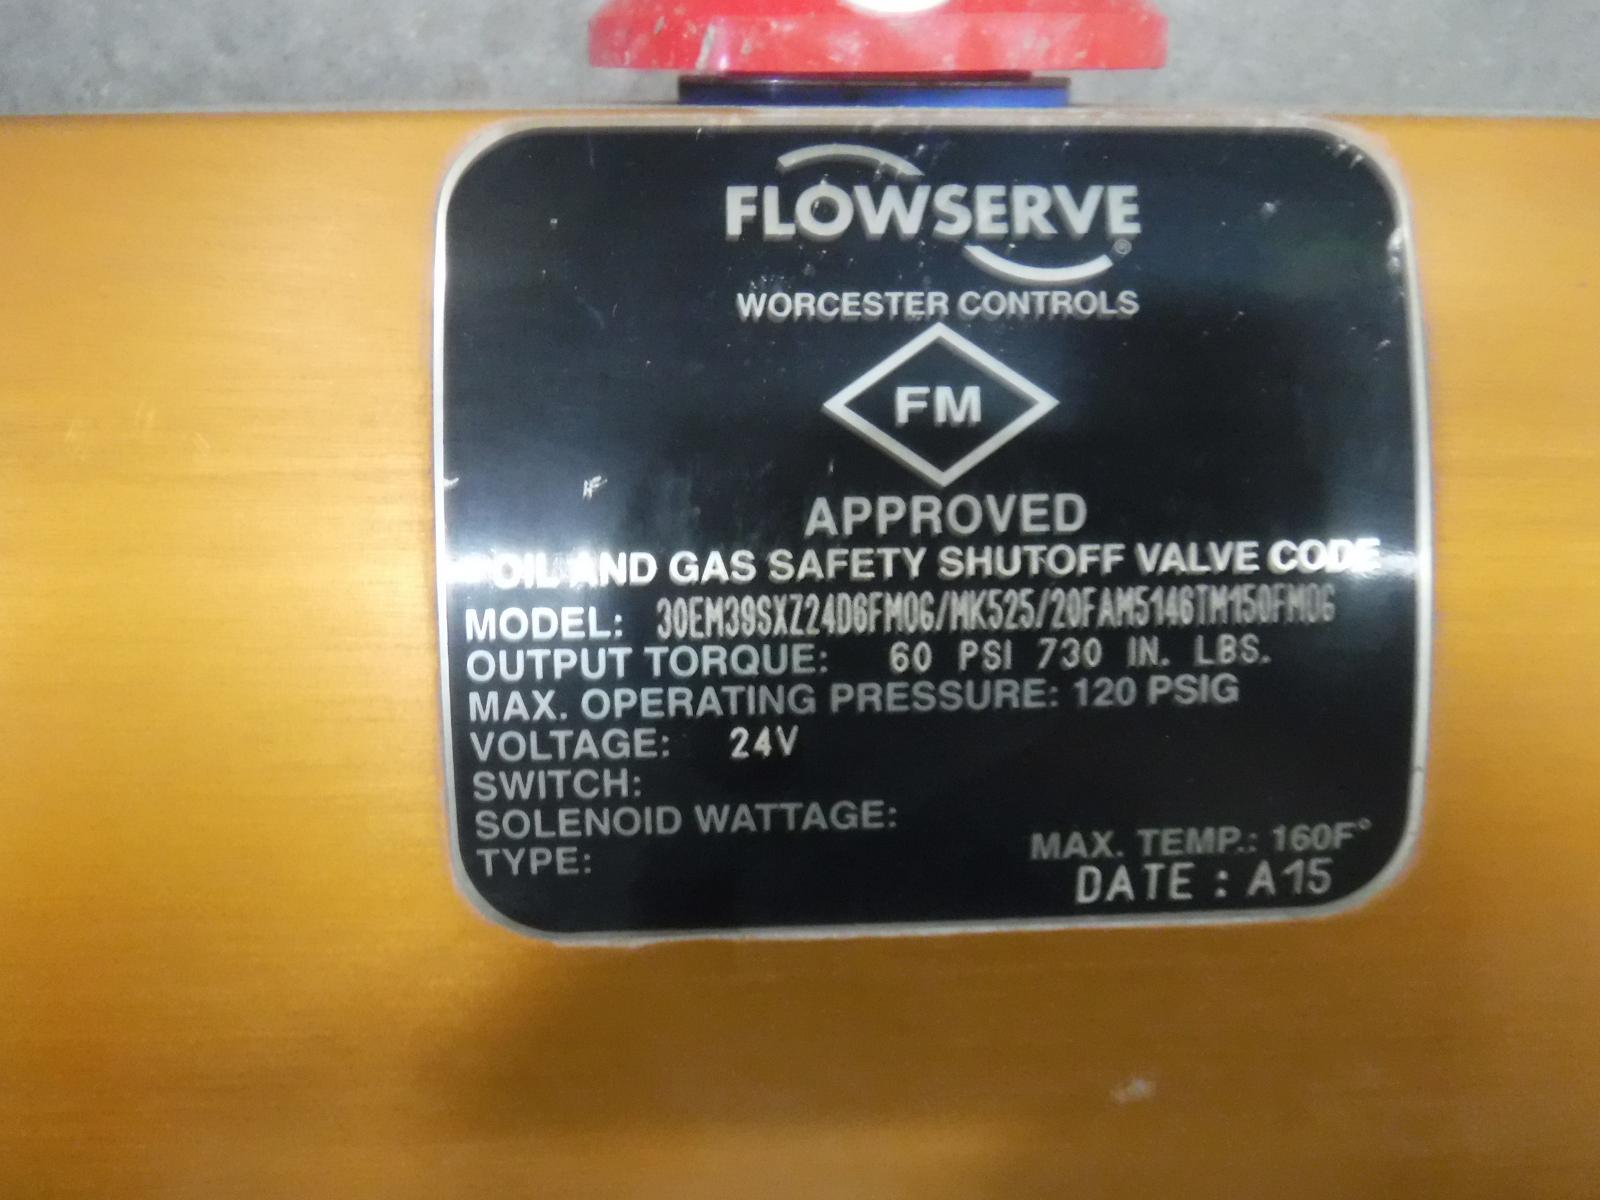 FLOWSERVE®
WORCESTER CONTROLS
FM
APPROVED
OIL AND GAS SAFETY SHUTOFF VALVE CODE
MODEL: 30EM39SXZ24D6FM06/MK525/20FAM5146TM150FM06
OUTPUT TORQUE: 60 PSI 730 IN. LBS.
MAX. OPERATING PRESSURE: 120 PSIG
VOLTAGE: 24V
SWITCH:
SOLENOID WATTAGE:
TYPE:
MAX. TEMP.: 160F°
DATE : A15